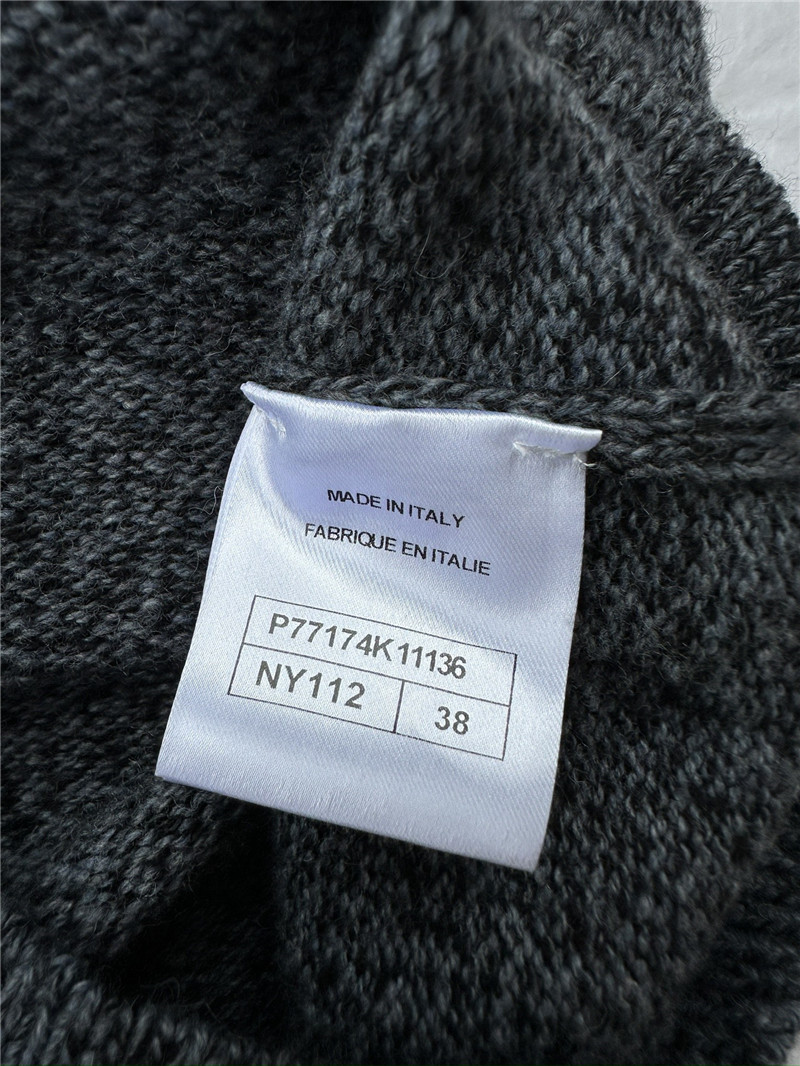 MADE IN ITALY
FABRIQUE EN ITALIE
P77174K11136
NY112 38